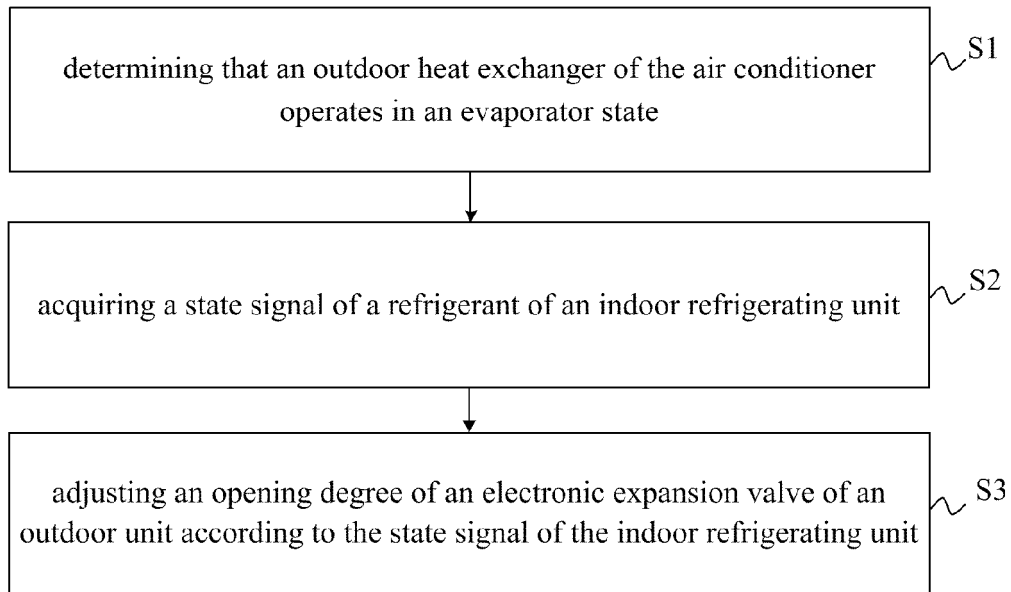 determining that an outdoor heat exchanger of the air conditioner
operates in an evaporator state
S1
acquiring a state signal of a refrigerant of an indoor refrigerating unit
S2
adjusting an opening degree of an electronic expansion valve of an
outdoor unit according to the state signal of the indoor refrigerating unit
S3